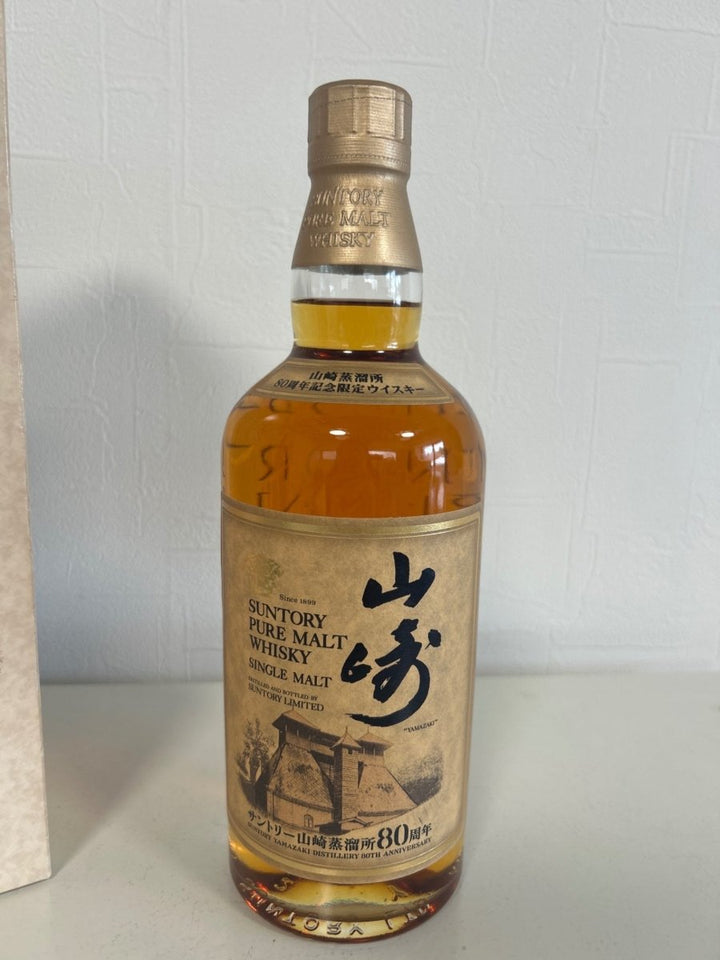 SUNTORY
PURE MALT
WHISKY
山崎蒸溜所
80周年記念限定ウイスキー
Since 1899
SUNTORY
PURE MALT
WHISKY
SINGLE MALT
DISTILLED AND BOTTLED BY
SUNTORY LIMITED
山崎
"YAMAZAKI"
サントリー山崎蒸溜所80周年
SUNTORY YAMAZAKI DISTILLERY 80TH ANNIVERSARY